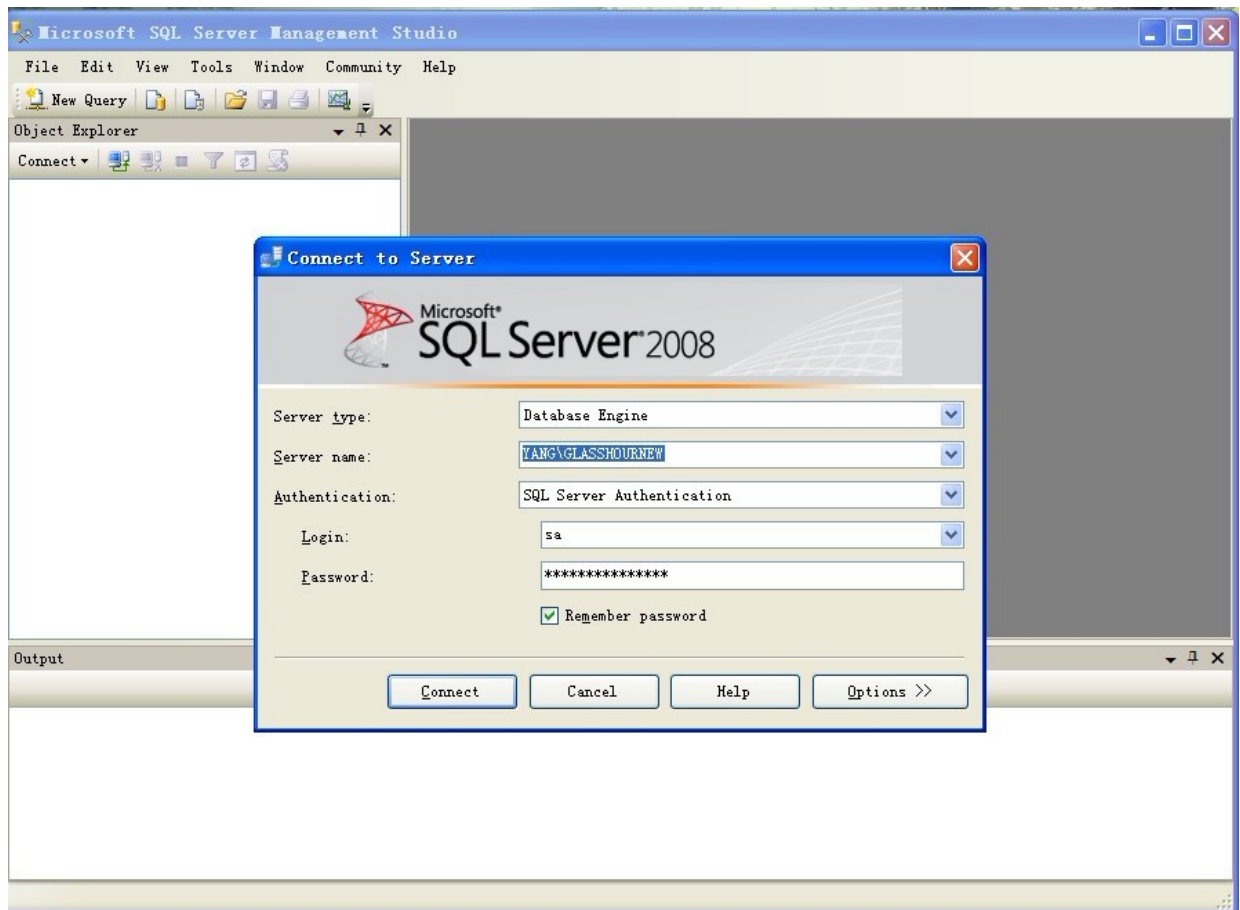 Microsoft SQL Server Management Studio
File Edit View Tools Window Community Help
New Query
Object Explorer
Connect
Connect to Server
Microsoft®
SQL Server® 2008
Server type: Database Engine
Server name: YANG\GLASSHOURNEW
Authentication: SQL Server Authentication
Login: sa
Password: ***************
Remember password
Connect Cancel Help Options >>
Output